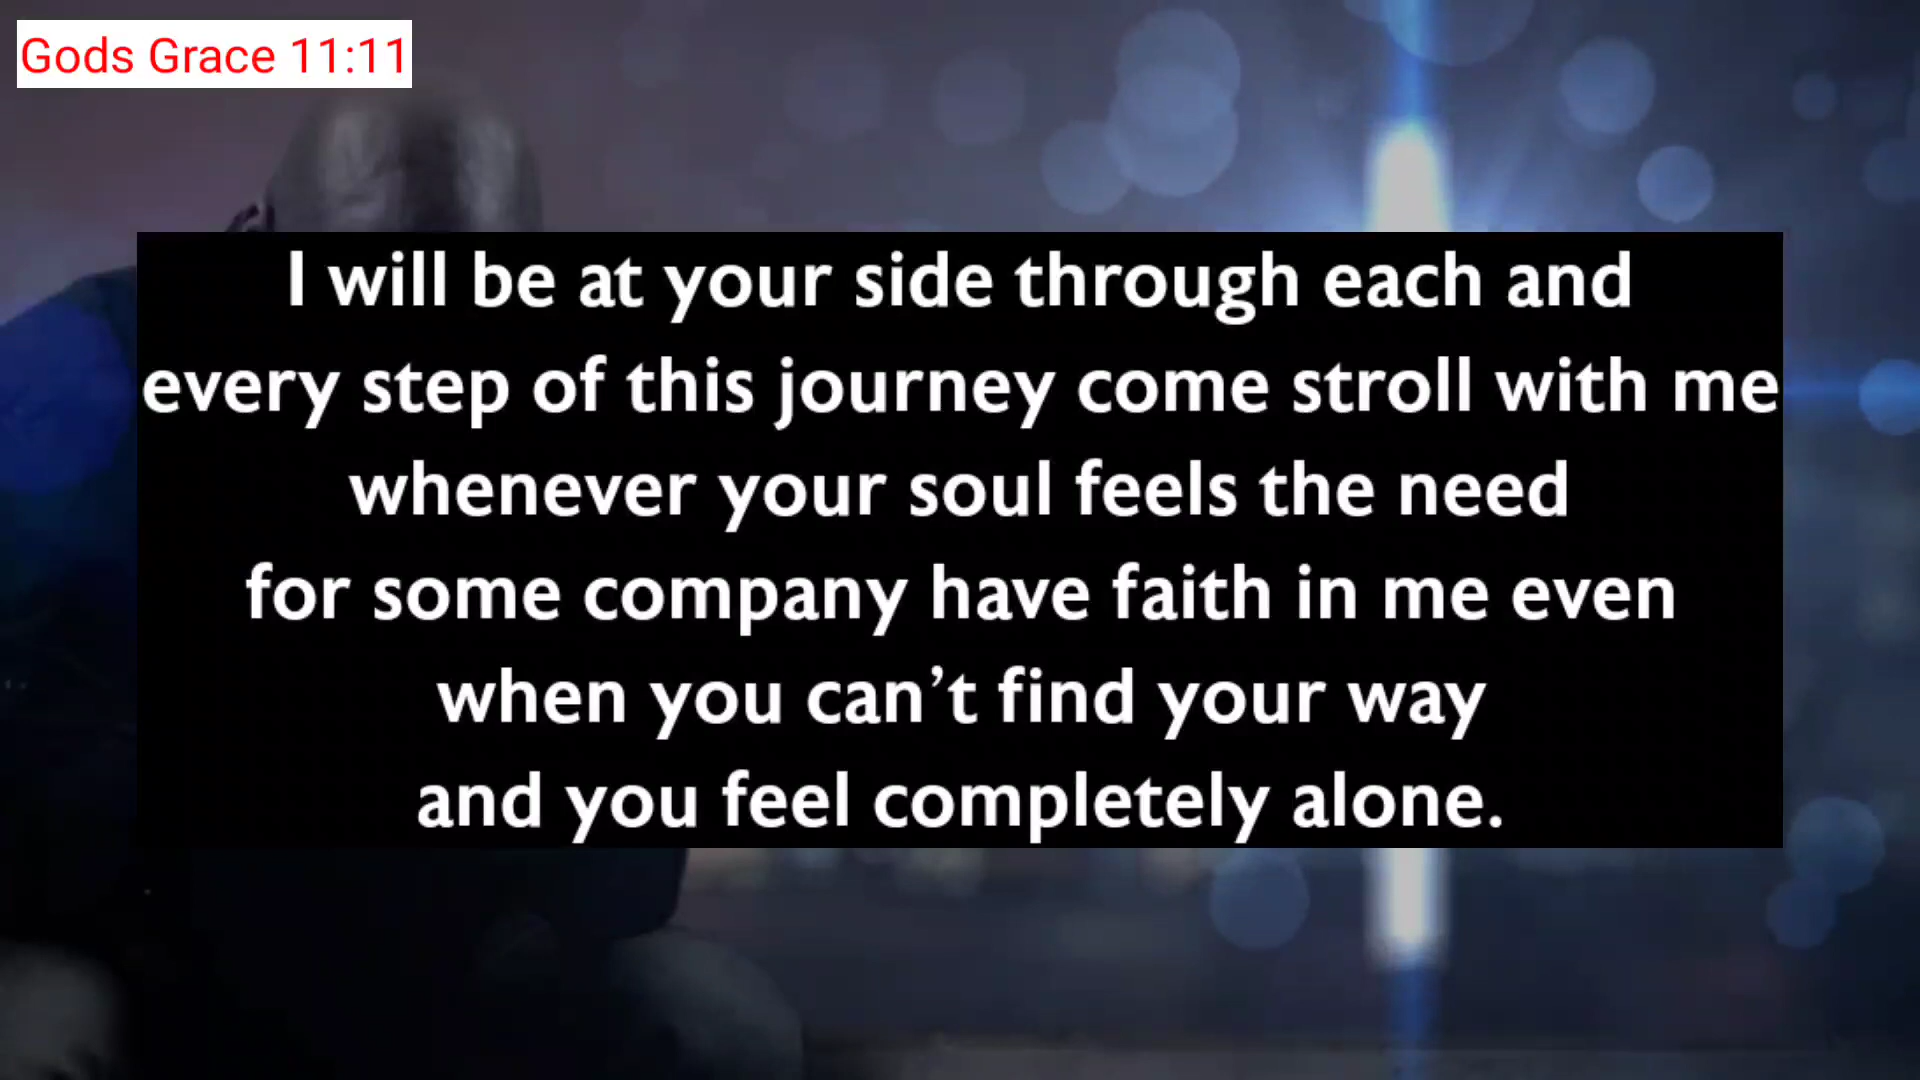 Gods Grace 11:11
I will be at your side through each and
every step of this journey come stroll with me
whenever your soul feels the need
for some company have faith in me even
when you can’t find your way
and you feel completely alone.